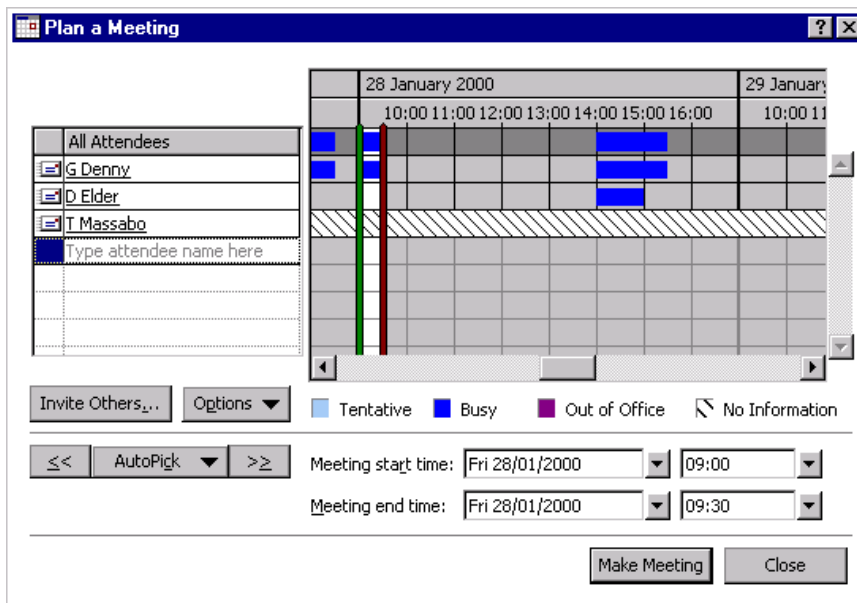 Plan a Meeting
28 January 2000 29 January
10:00 11:00 12:00 13:00 14:00 15:00 16:00 10:00 11
All Attendees
G Denny
D Elder
T Massabo
Type attendee name here
Invite Others... Options
Tentative Busy Out of Office No Information
<< AutoPick >>
Meeting start time: Fri 28/01/2000 09:00
Meeting end time: Fri 28/01/2000 09:30
Make Meeting Close